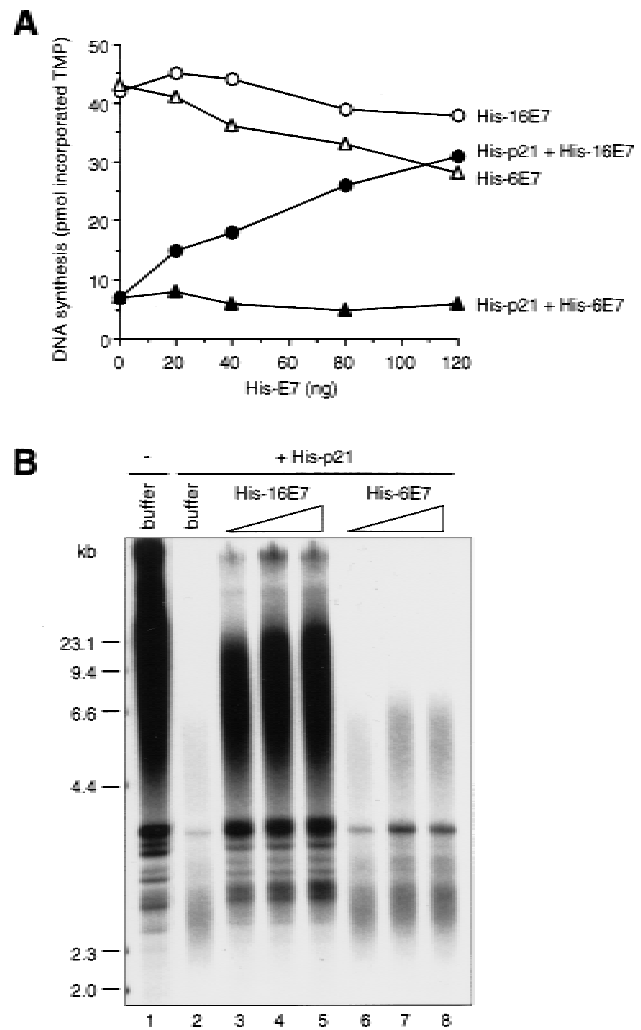 A
DNA synthesis (pmol incorporated TMP)
50
40
30
20
10
0
0 20 40 60 80 100 120
His-E7 (ng)
His-16E7
His-p21 + His-16E7
His-6E7
His-p21 + His-6E7
B
- + His-p21
buffer buffer His-16E7 His-6E7
kb
23.1
9.4
6.6
4.4
2.3
2.0
1 2 3 4 5 6 7 8